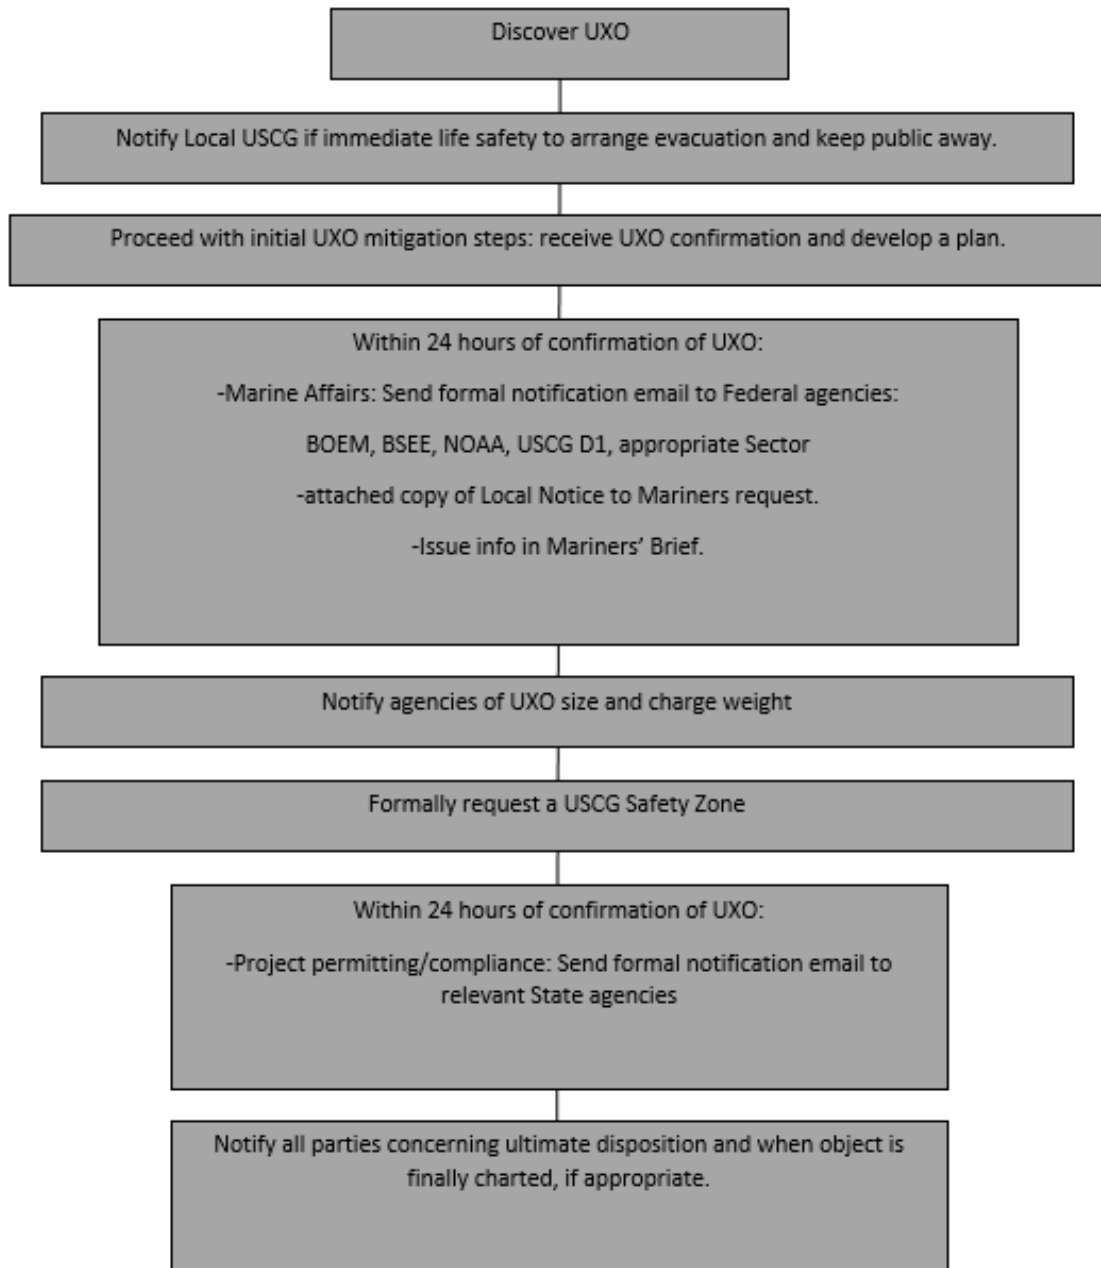 Discover UXO
Notify Local USCG if immediate life safety to arrange evacuation and keep public away.
Proceed with initial UXO mitigation steps: receive UXO confirmation and develop a plan.
Within 24 hours of confirmation of UXO:
-Marine Affairs: Send formal notification email to Federal agencies:
BOEM, BSEE, NOAA, USCG D1, appropriate Sector
-attached copy of Local Notice to Mariners request.
-Issue info in Mariners’ Brief.
Notify agencies of UXO size and charge weight
Formally request a USCG Safety Zone
Within 24 hours of confirmation of UXO:
-Project permitting/compliance: Send formal notification email to
relevant State agencies
Notify all parties concerning ultimate disposition and when object is
finally charted, if appropriate.